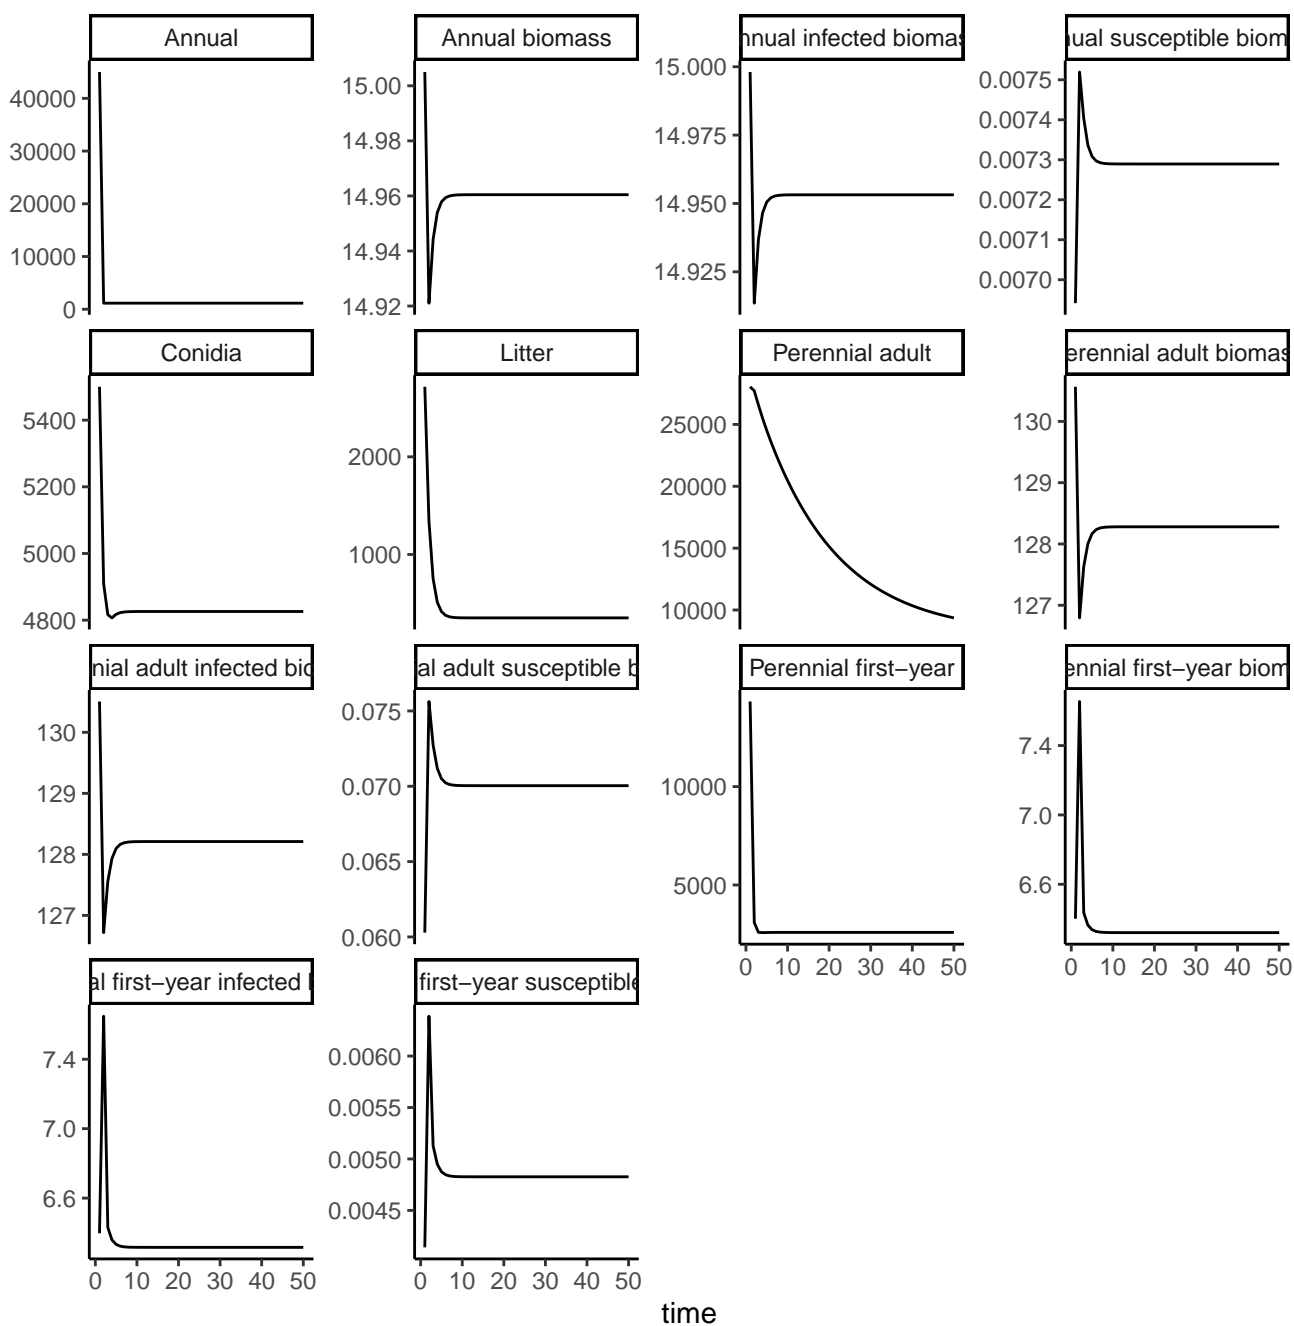 Annual
40000
30000
20000
10000
0
Annual biomass
15.00
14.98
14.96
14.94
14.92
nnual infected biomas
15.000
14.975
14.950
14.925
ual susceptible biom
0.0075
0.0074
0.0073
0.0072
0.0071
0.0070
Conidia
5400
5200
5000
4800
Litter
2000
1000
Perennial adult
25000
20000
15000
10000
erennial adult biomas
130
129
128
127
nial adult infected bio
130
129
128
127
al adult susceptible b
0.075
0.070
0.065
0.060
Perennial first−year
10000
5000
0 10 20 30 40 50
ennial first−year biom
7.4
7.0
6.6
0 10 20 30 40 50
al first−year infected
7.4
7.0
6.6
0 10 20 30 40 50
first−year susceptible
0.0060
0.0055
0.0050
0.0045
0 10 20 30 40 50
time